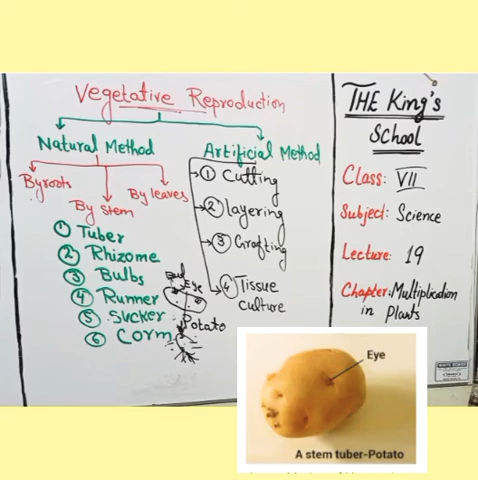 Vegetative Reproduction
Natural Method
Artificial Method
By roots
By stem
By leaves
① Tuber
② Rhizome
③ Bulbs
④ Runner
⑤ Sucker
⑥ Corm
① Cutting
② layering
③ Grafting
④ Tissue
culture
Bud
Eye
Potato
THE King's
School
Class: VII
Subject: Science
Lecture: 19
Chapter: Multiplication
in Plants
Eye
A stem tuber-Potato